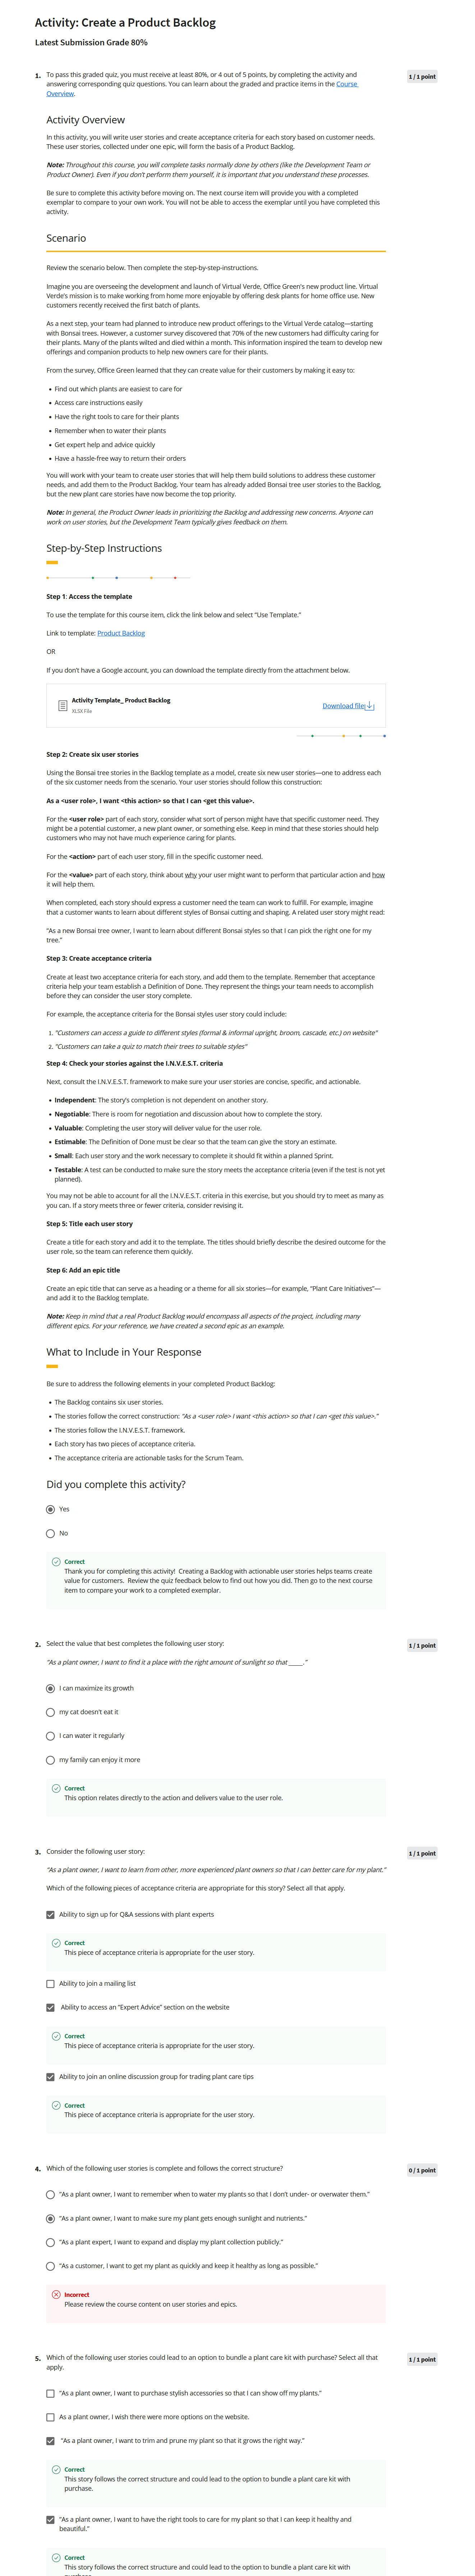 Activity: Create a Product Backlog
Latest Submission Grade 80%
1. To pass this graded quiz, you must receive at least 80%, or 4 out of 5 points, by completing the activity and
answering corresponding quiz questions. You can learn about the graded and practice items in the Course
Overview.
1 / 1 point
Activity Overview
In this activity, you will write user stories and create acceptance criteria for each story based on customer needs.
These user stories, collected under one epic, will form the basis of a Product Backlog.
Note: Throughout this course, you will complete tasks normally done by others (like the Development Team or
Product Owner). Even if you don't perform them yourself, it is important that you understand these processes.
Be sure to complete this activity before moving on. The next course item will provide you with a completed
exemplar to compare to your own work. You will not be able to access the exemplar until you have completed this
activity.
Scenario
Review the scenario below. Then complete the step-by-step-instructions.
Imagine you are overseeing the development and launch of Virtual Verde, Office Green's new product line. Virtual
Verde's mission is to make working from home more enjoyable by offering desk plants for home office use. New
customers recently received the first batch of plants.
As a next step, your team had planned to introduce new product offerings to the Virtual Verde catalog—starting
with Bonsai trees. However, a customer survey discovered that 70% of the new customers had difficulty caring for
their plants. Many of the plants wilted and died within a month. This information inspired the team to develop new
offerings and companion products to help new owners care for their plants.
From the survey, Office Green learned that they can create value for their customers by making it easy to:
• Find out which plants are easiest to care for
• Access care instructions easily
• Have the right tools to care for their plants
• Remember when to water their plants
• Get expert help and advice quickly
• Have a hassle-free way to return their orders
You will work with your team to create user stories that will help them build solutions to address these customer
needs, and add them to the Product Backlog. Your team has already added Bonsai tree user stories to the Backlog,
but the new plant care stories have now become the top priority.
Note: In general, the Product Owner leads in prioritizing the Backlog and addressing new concerns. Anyone can
work on user stories, but the Development Team typically gives feedback on them.
Step-by-Step Instructions
Step 1: Access the template
To use the template for this course item, click the link below and select "Use Template."
Link to template: Product Backlog
OR
If you don't have a Google account, you can download the template directly from the attachment below.
Activity Template_ Product Backlog
XLSX File
Download file
Step 2: Create six user stories
Using the Bonsai tree stories in the Backlog template as a model, create six new user stories—one to address each
of the six customer needs from the scenario. Your user stories should follow this construction:
As a <user role>, I want <this action> so that I can <get this value>.
For the <user role> part of each story, consider what sort of person might have that specific customer need. They
might be a potential customer, a new plant owner, or something else. Keep in mind that these stories should help
customers who may not have much experience caring for plants.
For the <action> part of each user story, fill in the specific customer need.
For the <value> part of each story, think about why your user might want to perform that particular action and how
it will help them.
When completed, each story should express a customer need the team can work to fulfill. For example, imagine
that a customer wants to learn about different styles of Bonsai cutting and shaping. A related user story might read:
"As a new Bonsai tree owner, I want to learn about different Bonsai styles so that I can pick the right one for my
tree."
Step 3: Create acceptance criteria
Create at least two acceptance criteria for each story, and add them to the template. Remember that acceptance
criteria help your team establish a Definition of Done. They represent the things your team needs to accomplish
before they can consider the user story complete.
For example, the acceptance criteria for the Bonsai styles user story could include:
1. "Customers can access a guide to different styles (formal & informal upright, broom, cascade, etc.) on website"
2. "Customers can take a quiz to match their trees to suitable styles"
Step 4: Check your stories against the I.N.V.E.S.T. criteria
Next, consult the I.N.V.E.S.T. framework to make sure your user stories are concise, specific, and actionable.
• Independent: The story's completion is not dependent on another story.
• Negotiable: There is room for negotiation and discussion about how to complete the story.
• Valuable: Completing the user story will deliver value for the user role.
• Estimable: The Definition of Done must be clear so that the team can give the story an estimate.
• Small: Each user story and the work necessary to complete it should fit within a planned Sprint.
• Testable: A test can be conducted to make sure the story meets the acceptance criteria (even if the test is not yet
planned).
You may not be able to account for all the I.N.V.E.S.T. criteria in this exercise, but you should try to meet as many as
you can. If a story meets three or fewer criteria, consider revising it.
Step 5: Title each user story
Create a title for each story and add it to the template. The titles should briefly describe the desired outcome for the
user role, so the team can reference them quickly.
Step 6: Add an epic title
Create an epic title that can serve as a heading or a theme for all six stories—for example, "Plant Care Initiatives"—
and add it to the Backlog template.
Note: Keep in mind that a real Product Backlog would encompass all aspects of the project, including many
different epics. For your reference, we have created a second epic as an example.
What to Include in Your Response
Be sure to address the following elements in your completed Product Backlog:
• The Backlog contains six user stories.
• The stories follow the correct construction: "As a <user role> I want <this action> so that I can <get this value>."
• The stories follow the I.N.V.E.S.T. framework.
• Each story has two pieces of acceptance criteria.
• The acceptance criteria are actionable tasks for the Scrum Team.
Did you complete this activity?
Yes
No
Correct
Thank you for completing this activity! Creating a Backlog with actionable user stories helps teams create
value for customers. Review the quiz feedback below to find out how you did. Then go to the next course
item to compare your work to a completed exemplar.
2. Select the value that best completes the following user story:
1 / 1 point
"As a plant owner, I want to find it a place with the right amount of sunlight so that _____."
I can maximize its growth
my cat doesn't eat it
I can water it regularly
my family can enjoy it more
Correct
This option relates directly to the action and delivers value to the user role.
3. Consider the following user story:
1 / 1 point
"As a plant owner, I want to learn from other, more experienced plant owners so that I can better care for my plant."
Which of the following pieces of acceptance criteria are appropriate for this story? Select all that apply.
Ability to sign up for Q&A sessions with plant experts
Correct
This piece of acceptance criteria is appropriate for the user story.
Ability to join a mailing list
Ability to access an "Expert Advice" section on the website
Correct
This piece of acceptance criteria is appropriate for the user story.
Ability to join an online discussion group for trading plant care tips
Correct
This piece of acceptance criteria is appropriate for the user story.
4. Which of the following user stories is complete and follows the correct structure?
0 / 1 point
"As a plant owner, I want to remember when to water my plants so that I don't under- or overwater them."
"As a plant owner, I want to make sure my plant gets enough sunlight and nutrients."
"As a plant expert, I want to expand and display my plant collection publicly."
"As a customer, I want to get my plant as quickly and keep it healthy as long as possible."
Incorrect
Please review the course content on user stories and epics.
5. Which of the following user stories could lead to an option to bundle a plant care kit with purchase? Select all that
apply.
1 / 1 point
"As a plant owner, I want to purchase stylish accessories so that I can show off my plants."
As a plant owner, I wish there were more options on the website.
"As a plant owner, I want to trim and prune my plant so that it grows the right way."
Correct
This story follows the correct structure and could lead to the option to bundle a plant care kit with
purchase.
"As a plant owner, I want to have the right tools to care for my plant so that I can keep it healthy and
beautiful."
Correct
This story follows the correct structure and could lead to the option to bundle a plant care kit with